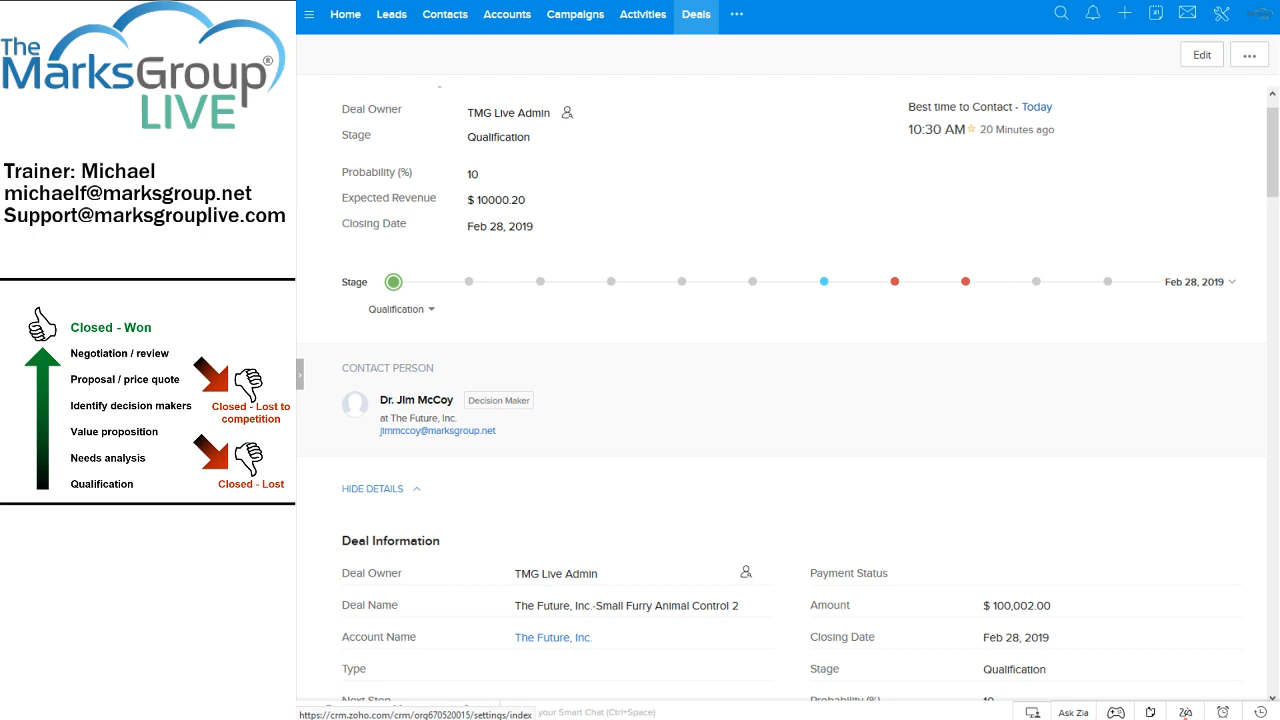 The
MarksGroup®
LIVE
Trainer: Michael
michaelf@marksgroup.net
Support@marksgrouplive.com
Closed - Won
Negotiation / review
Proposal / price quote
Identify decision makers
Closed - Lost to
competition
Value proposition
Needs analysis
Qualification
Closed - Lost
Home Leads Contacts Accounts Campaigns Activities Deals
Edit
Deal Owner TMG Live Admin
Best time to Contact - Today
Stage Qualification
10:30 AM 20 Minutes ago
Probability (%) 10
Expected Revenue $ 10000.20
Closing Date Feb 28, 2019
Stage Feb 28, 2019
Qualification
CONTACT PERSON
Dr. Jim McCoy Decision Maker
at The Future, Inc.
jimmccoy@marksgroup.net
HIDE DETAILS
Deal Information
Deal Owner TMG Live Admin Payment Status
Deal Name The Future, Inc.-Small Furry Animal Control 2 Amount $ 100,002.00
Account Name The Future, Inc. Closing Date Feb 28, 2019
Type Stage Qualification
Next Step Probability (%) 10
https://crm.zoho.com/crm/org670520015/settings/index your Smart Chat (Ctrl+Space) Ask Zia